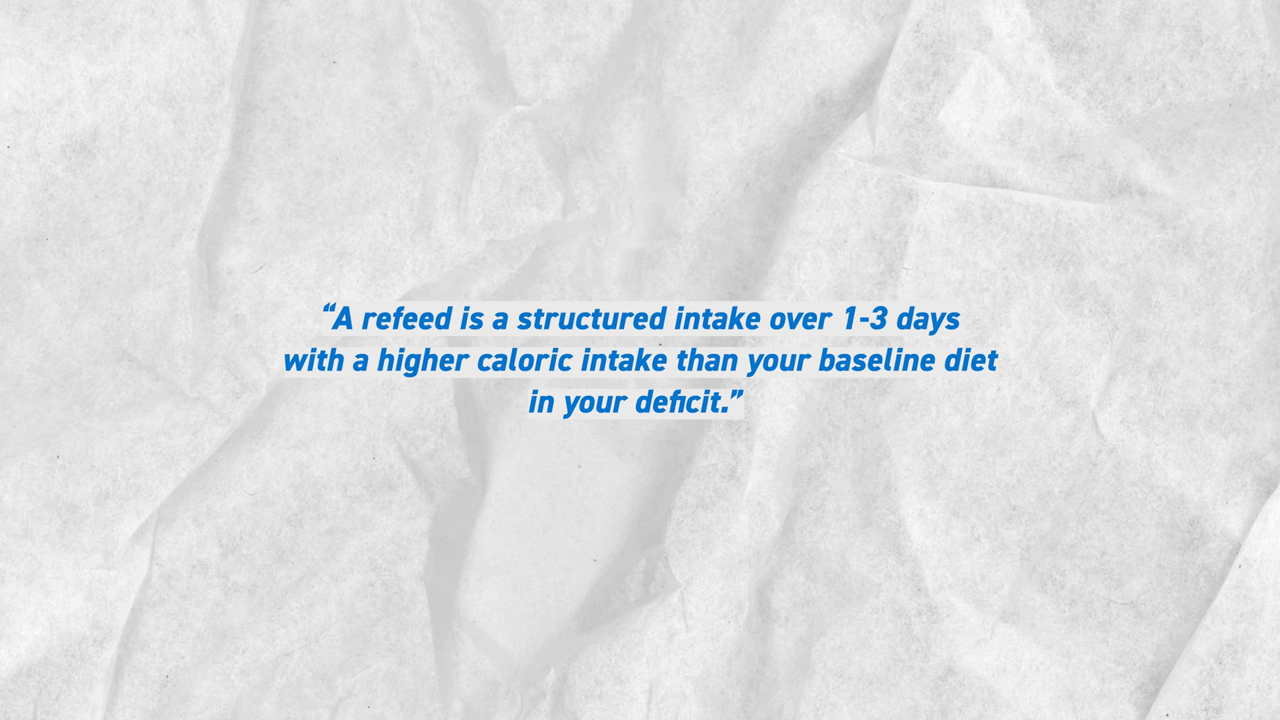 “A refeed is a structured intake over 1-3 days
with a higher caloric intake than your baseline diet
in your deficit.”